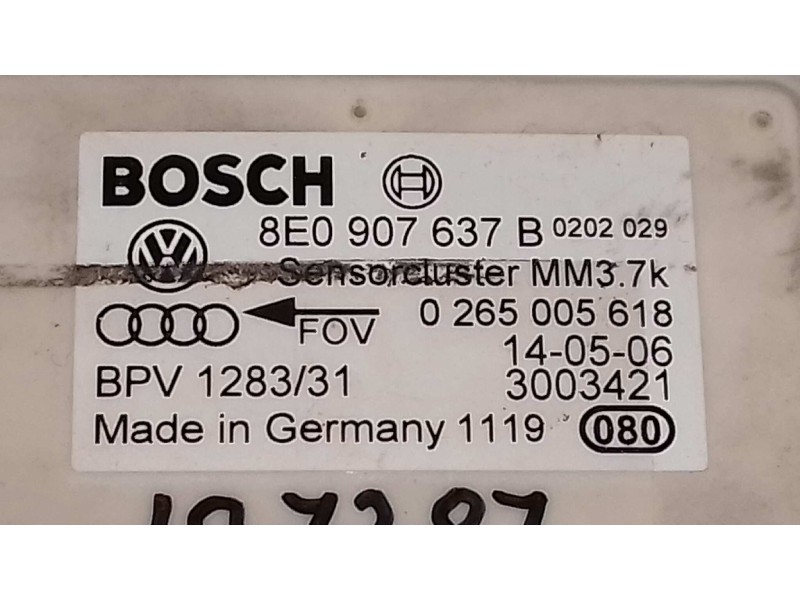 BOSCH
8E0 907 637 B 0202 029
Sensorcluster MM3.7k
FOV 0 265 005 618
14-05-06
BPV 1283/31 3003421
Made in Germany 1119 080